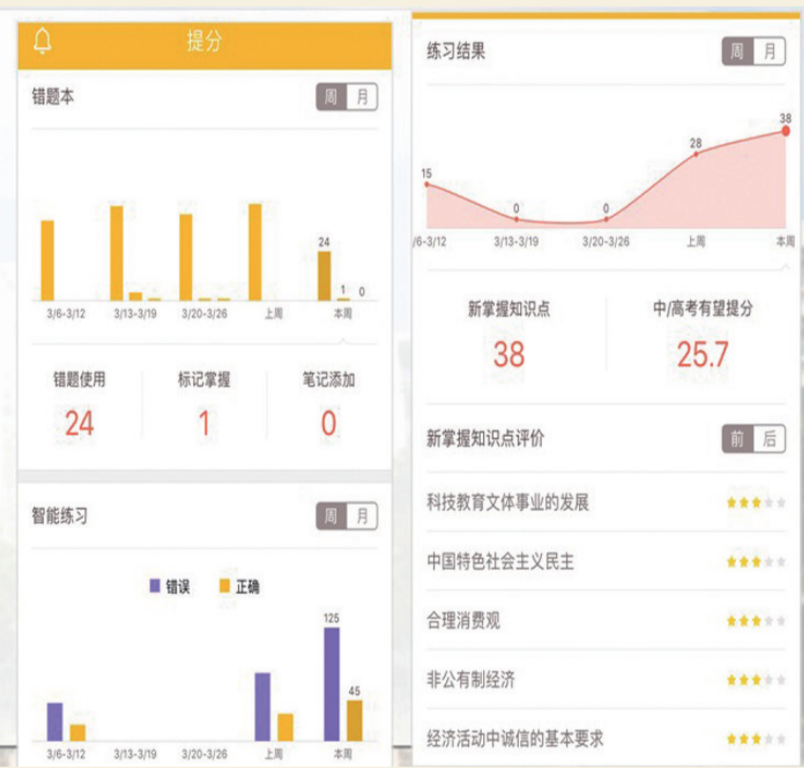 提分
错题本
周 月
24
1
0
3/6-3/12 3/13-3/19 3/20-3/26 上周 本周
错题使用 标记掌握 笔记添加
24 1 0
智能练习
周 月
错误 正确
125
45
3/6-3/12 3/13-3/19 3/20-3/26 上周 本周
练习结果
周 月
38
28
15
0 0
/6-3/12 3/13-3/19 3/20-3/26 上周 本周
新掌握知识点 中/高考有望提分
38 25.7
新掌握知识点评价
前 后
科技教育文体事业的发展
中国特色社会主义民主
合理消费观
非公有制经济
经济活动中诚信的基本要求